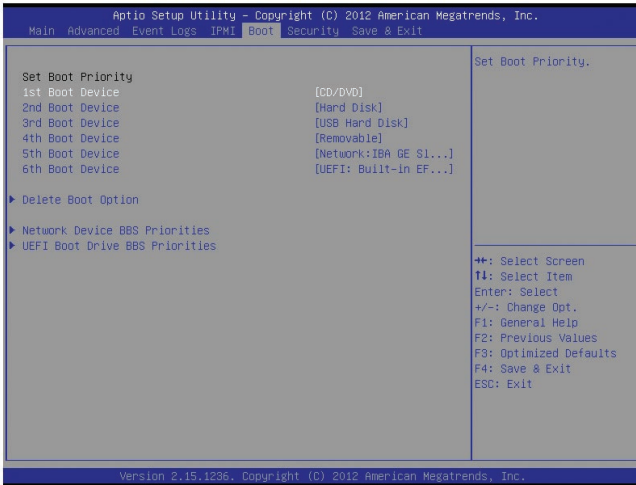 Aptio Setup Utility – Copyright (C) 2012 American Megatrends, Inc.
Main Advanced Event Logs IPMI Boot Security Save & Exit
Set Boot Priority
1st Boot Device [CD/DVD]
2nd Boot Device [Hard Disk]
3rd Boot Device [USB Hard Disk]
4th Boot Device [Removable]
5th Boot Device [Network:IBA GE Sl...]
6th Boot Device [UEFI: Built-in EF...]
▶ Delete Boot Option
▶ Network Device BBS Priorities
▶ UEFI Boot Drive BBS Priorities
Set Boot Priority.
→←: Select Screen
↑↓: Select Item
Enter: Select
+/-: Change Opt.
F1: General Help
F2: Previous Values
F3: Optimized Defaults
F4: Save & Exit
ESC: Exit
Version 2.15.1236. Copyright (C) 2012 American Megatrends, Inc.